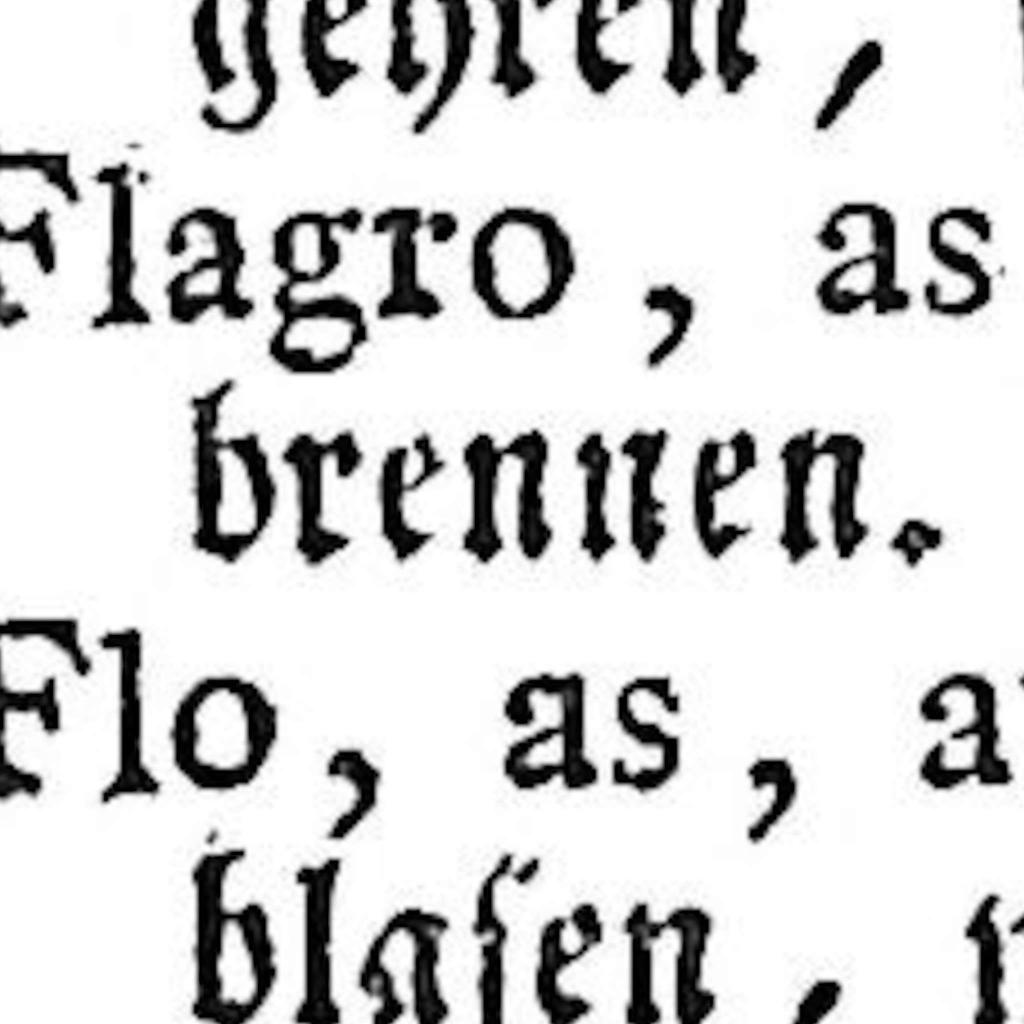 gehren,
Flagro, as
brennen.
Flo, as,
blasen,